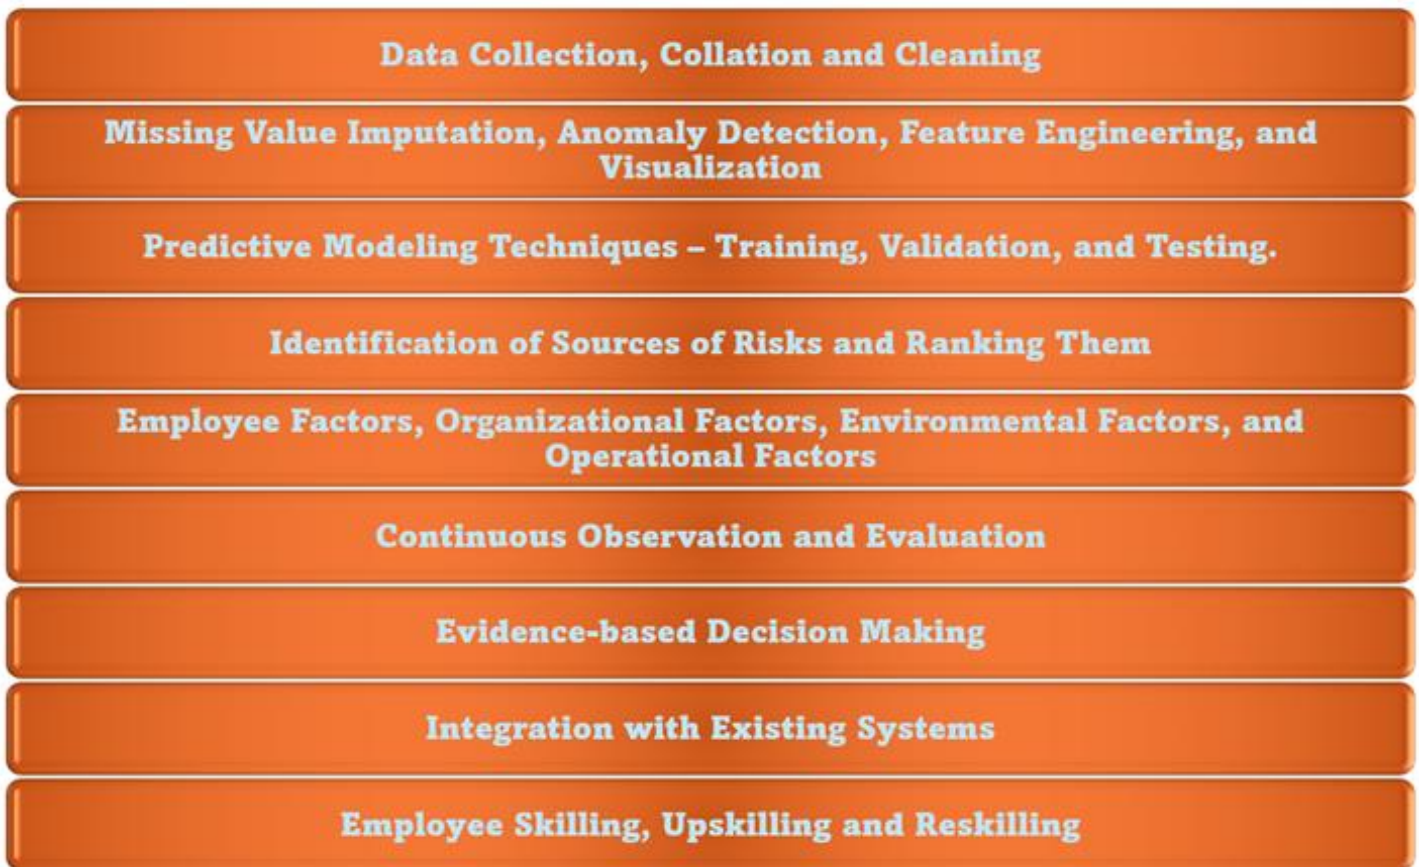 Data Collection, Collation and Cleaning
Missing Value Imputation, Anomaly Detection, Feature Engineering, and
Visualization
Predictive Modeling Techniques – Training, Validation, and Testing.
Identification of Sources of Risks and Ranking Them
Employee Factors, Organizational Factors, Environmental Factors, and
Operational Factors
Continuous Observation and Evaluation
Evidence-based Decision Making
Integration with Existing Systems
Employee Skilling, Upskilling and Reskilling